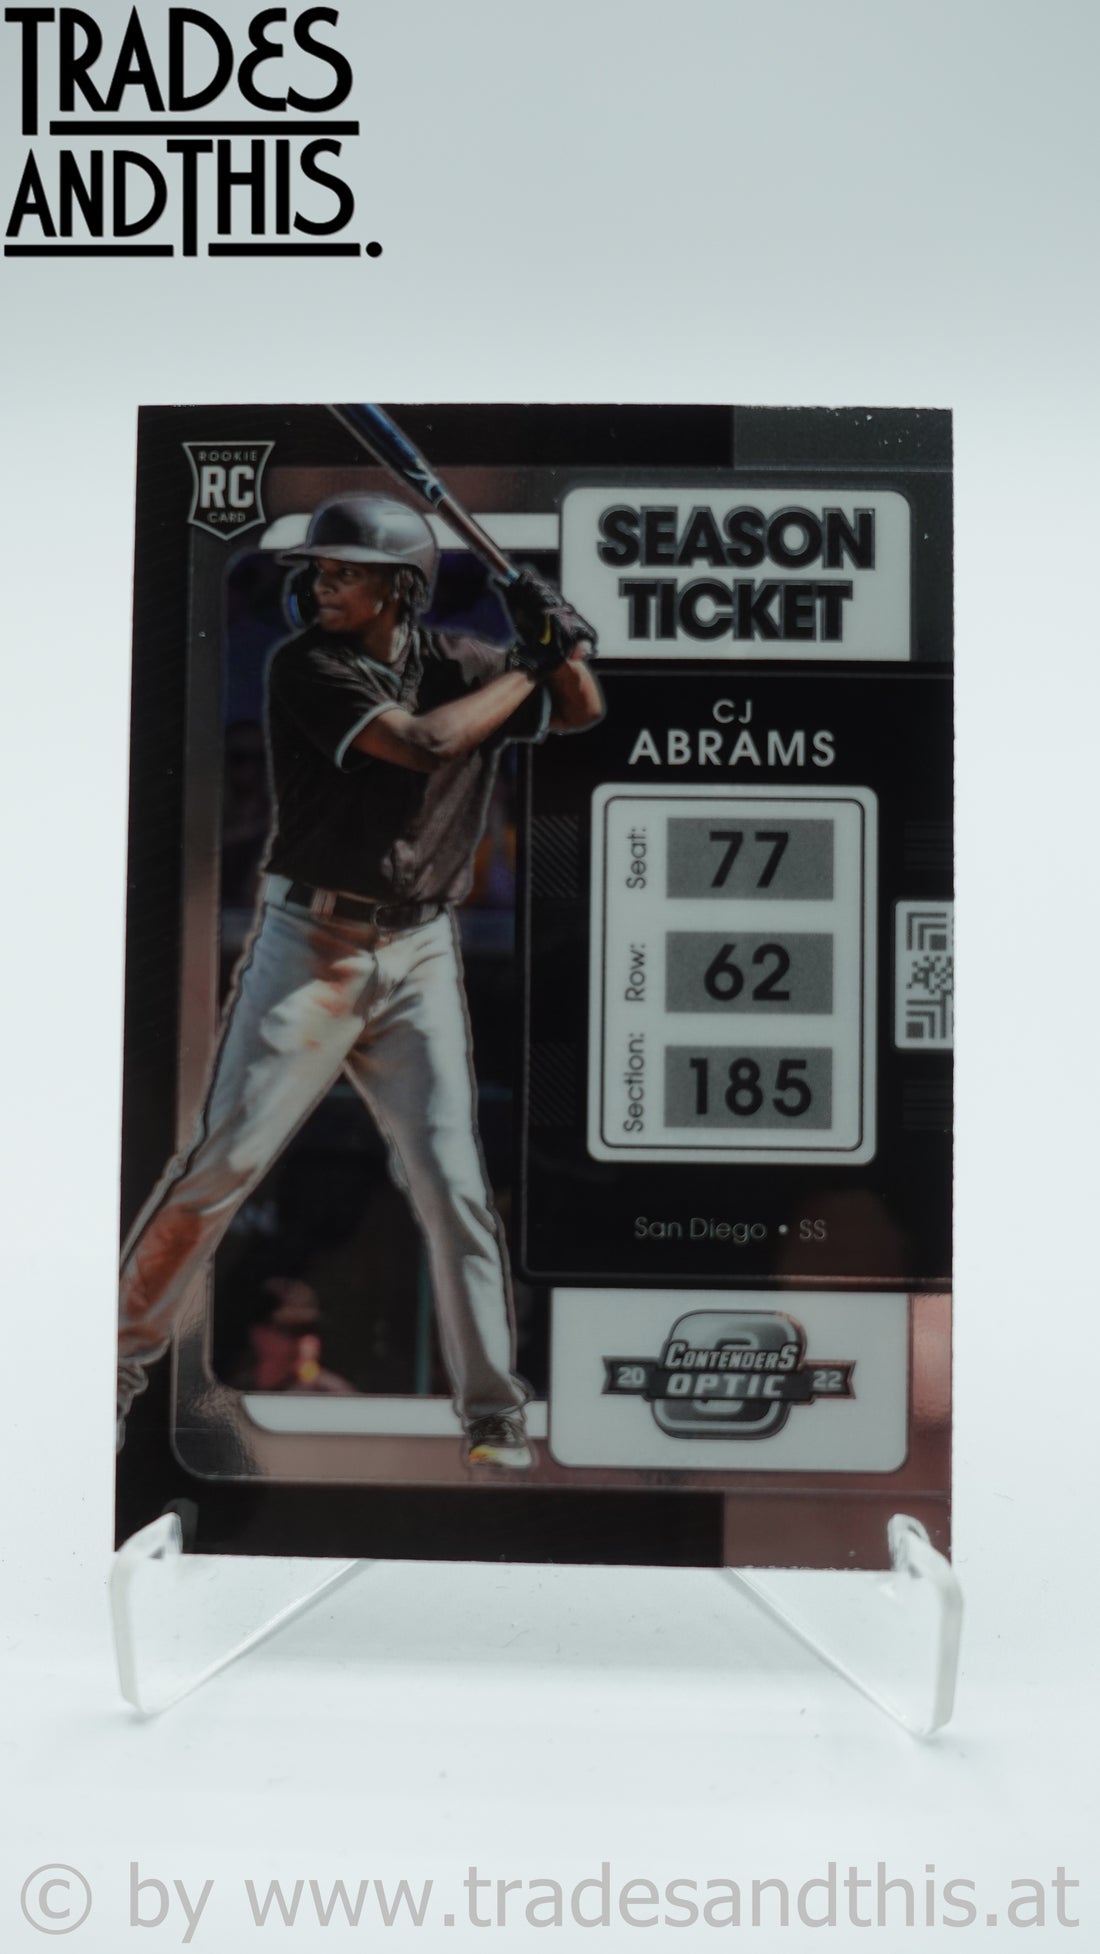 TRADES
ANDTHIS.
ROOKIE
RC
CARD
SEASON
TICKET
CJ
ABRAMS
Seat: 77
Row: 62
Section: 185
San Diego • SS
CONTENDERS
20 OPTIC 22
© by www.tradesandthis.at